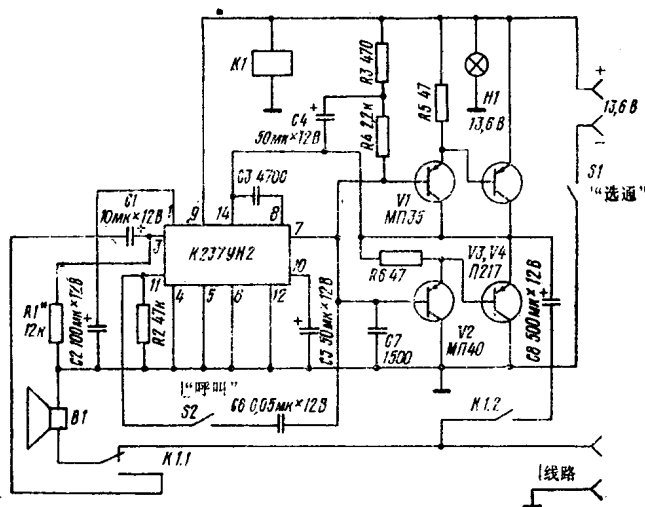 K1
R3 470
R4 2,2к
C4
50мк×12В
R5 47
H1
13,6В
+
13,6 В
−
S1
"选通"
C1
10мк×12В
1
9
14
C3 4700
8
7
3
К237УН2
10
11
4
5
6
12
R1*
12к
C2 100мк×12В
R2 47к
C5 50мк×12В
V1
МП35
R6 47
V3, V4
П217
V2
МП40
C7
1500
C8 500мк×12В
"呼叫"
S2
C6 0,05мк×12В
B1
K1.1
K1.2
线路